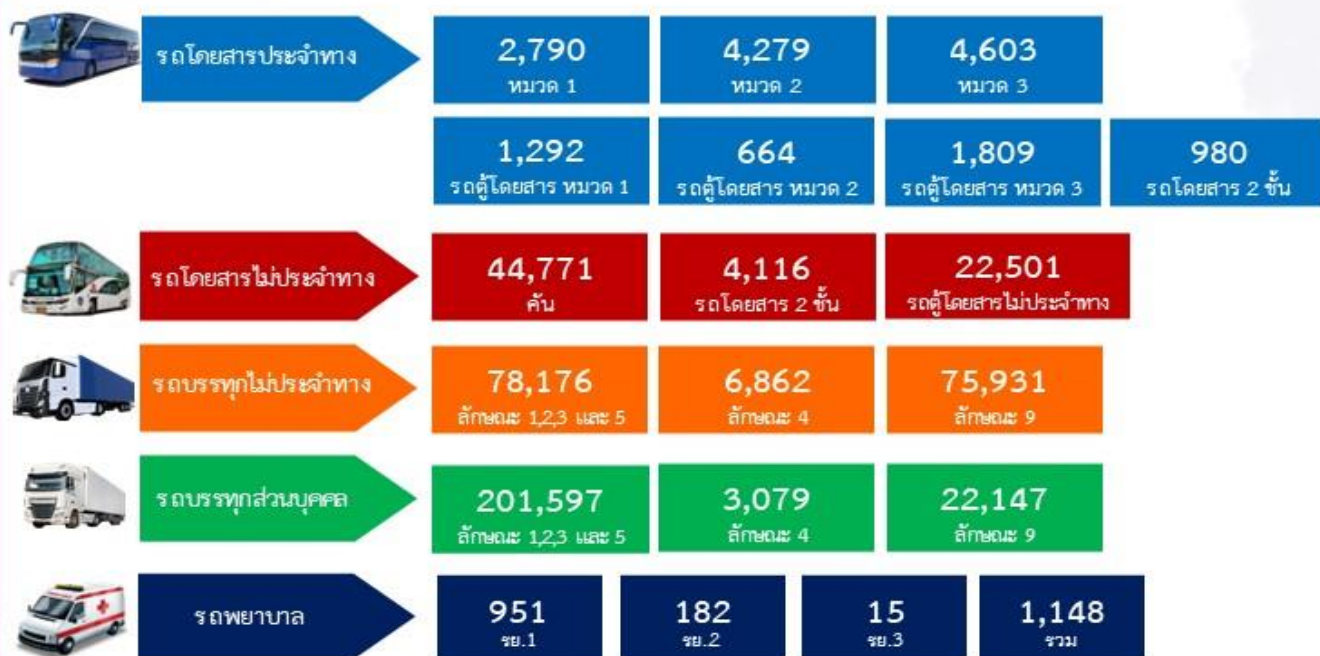 รถโดยสารประจำทาง
2,790
หมวด 1
4,279
หมวด 2
4,603
หมวด 3
1,292
รถตู้โดยสาร หมวด 1
664
รถตู้โดยสาร หมวด 2
1,809
รถตู้โดยสาร หมวด 3
980
รถโดยสาร 2 ชั้น
รถโดยสารไม่ประจำทาง
44,771
คัน
4,116
รถโดยสาร 2 ชั้น
22,501
รถตู้โดยสารไม่ประจำทาง
รถบรรทุกไม่ประจำทาง
78,176
ลักษณะ 1,2,3 และ 5
6,862
ลักษณะ 4
75,931
ลักษณะ 9
รถบรรทุกส่วนบุคคล
201,597
ลักษณะ 1,2,3 และ 5
3,079
ลักษณะ 4
22,147
ลักษณะ 9
รถพยาบาล
951
รย.1
182
รย.2
15
รย.3
1,148
รวม